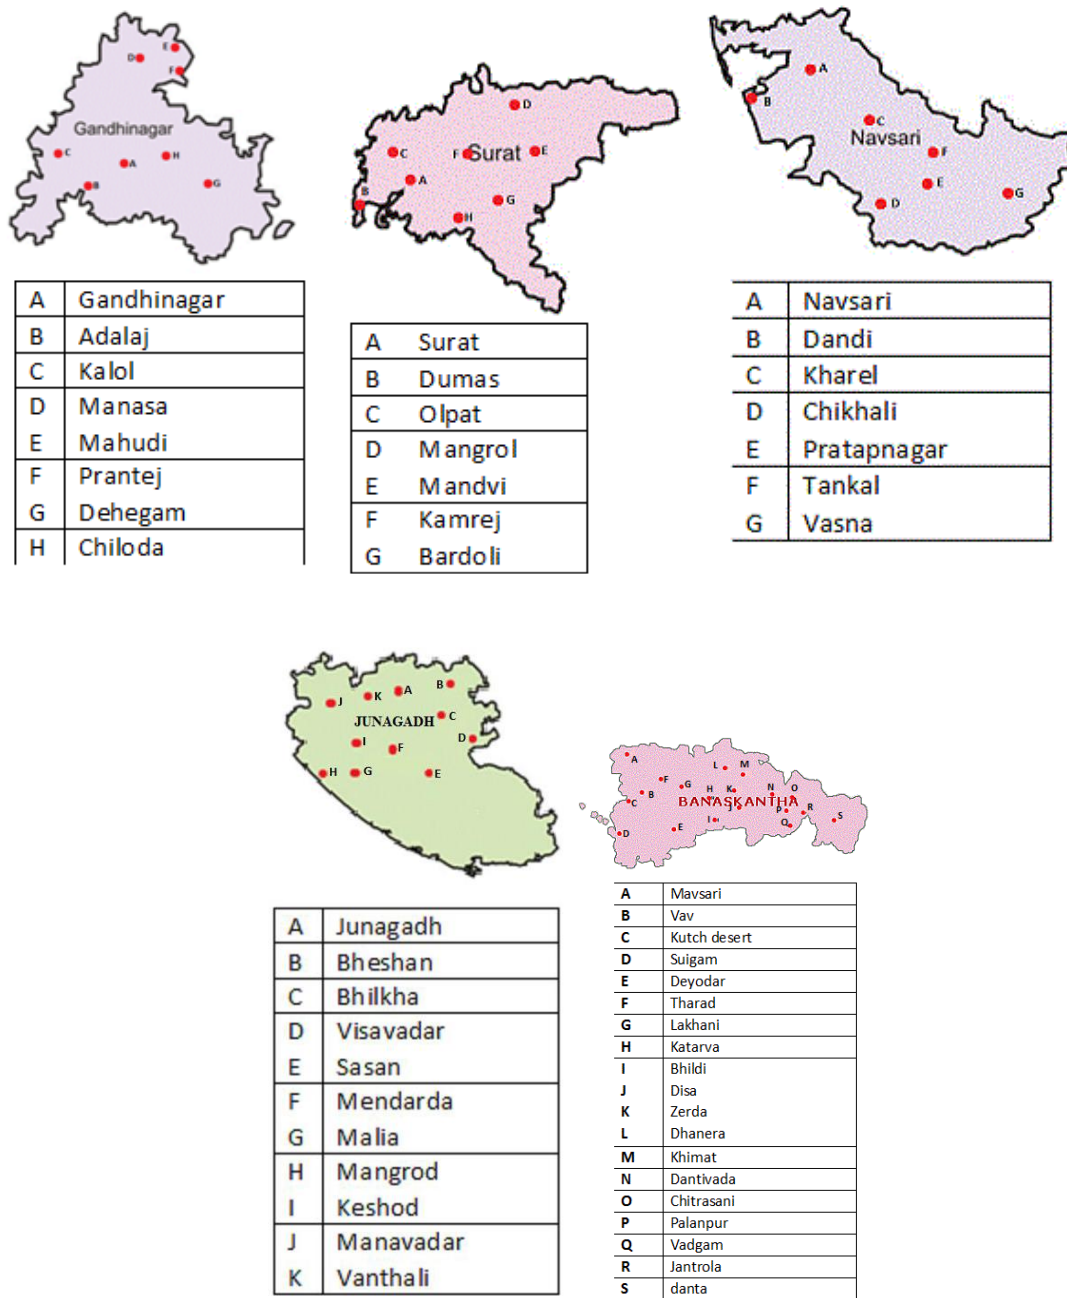 E
D
F
Gandhinagar
C
H
A
B
G
A Gandhinagar
B Adalaj
C Kalol
D Manasa
E Mahudi
F Prantej
G Dehegam
H Chiloda
D
C
F
Surat
E
A
B
G
H
A Surat
B Dumas
C Olpat
D Mangrol
E Mandvi
F Kamrej
G Bardoli
A
B
C
Navsari
F
E
D
G
A Navsari
B Dandi
C Kharel
D Chikhali
E Pratapnagar
F Tankal
G Vasna
B
A
K
J
C
JUNAGADH
D
I
F
H
G
E
A Junagadh
B Bheshan
C Bhilkha
D Visavadar
E Sasan
F Mendarda
G Malia
H Mangrod
I Keshod
J Manavadar
K Vanthali
A
L
M
F
G
H
K
N
O
B
C
BANASKANTHA
J
P
R
I
Q
S
D
E
A Mavsari
B Vav
C Kutch desert
D Suigam
E Deyodar
F Tharad
G Lakhani
H Katarva
I Bhildi
J Disa
K Zerda
L Dhanera
M Khimat
N Dantivada
O Chitrasani
P Palanpur
Q Vadgam
R Jantrola
S danta